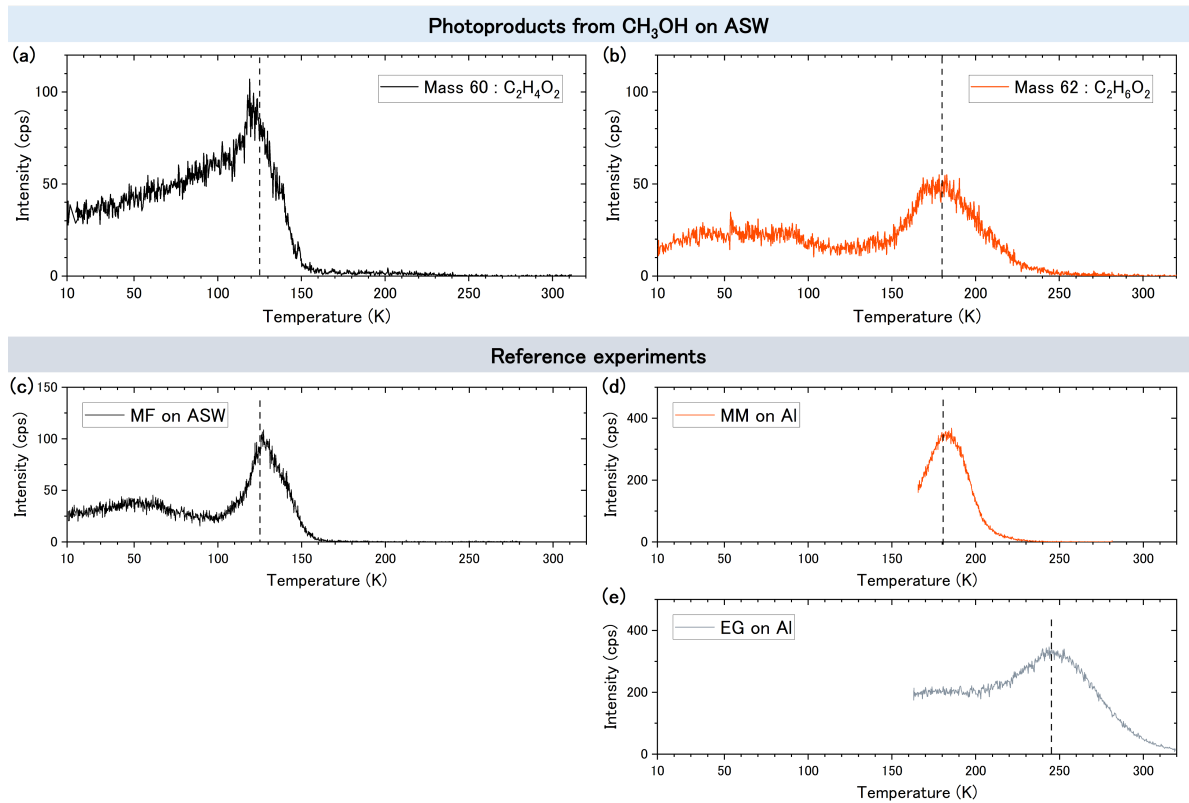 Photoproducts from CH₃OH on ASW
(a)
Mass 60 : C₂H₄O₂
Intensity (cps)
100
50
0
10 50 100 150 200 250 300
Temperature (K)
(b)
Mass 62 : C₂H₆O₂
Intensity (cps)
100
50
0
10 50 100 150 200 250 300
Temperature (K)
Reference experiments
(c)
MF on ASW
Intensity (cps)
150
100
50
0
10 50 100 150 200 250 300
Temperature (K)
(d)
MM on Al
Intensity (cps)
400
200
0
10 50 100 150 200 250 300
Temperature (K)
(e)
EG on Al
Intensity (cps)
400
200
0
10 50 100 150 200 250 300
Temperature (K)